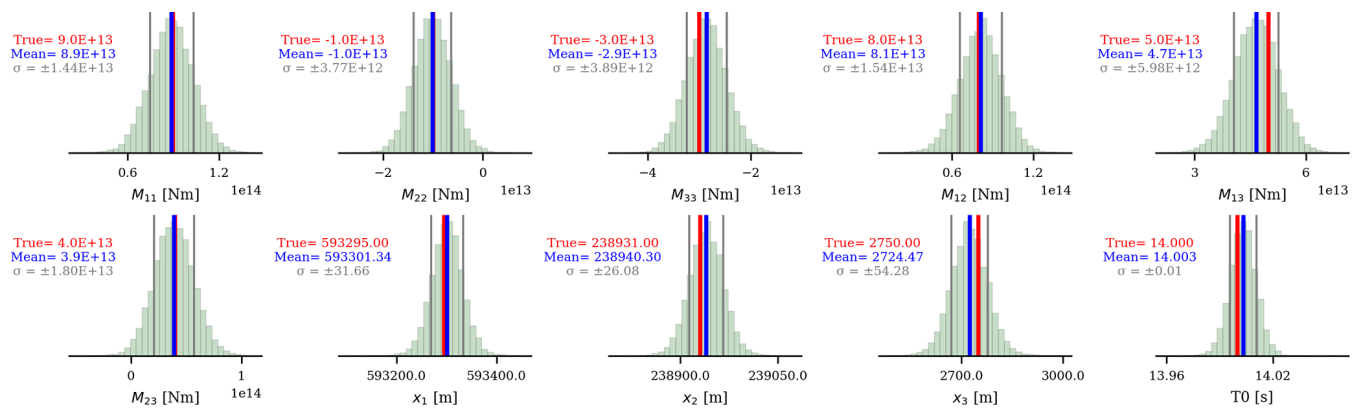 True= 9.0E+13
Mean= 8.9E+13
σ = ±1.44E+13
0.6 1.2
1e14
M₁₁ [Nm]
True= -1.0E+13
Mean= -1.0E+13
σ = ±3.77E+12
−2 0
1e13
M₂₂ [Nm]
True= -3.0E+13
Mean= -2.9E+13
σ = ±3.89E+12
−4 −2
1e13
M₃₃ [Nm]
True= 8.0E+13
Mean= 8.1E+13
σ = ±1.54E+13
0.6 1.2
1e14
M₁₂ [Nm]
True= 5.0E+13
Mean= 4.7E+13
σ = ±5.98E+12
3 6
1e13
M₁₃ [Nm]
True= 4.0E+13
Mean= 3.9E+13
σ = ±1.80E+13
0 1
1e14
M₂₃ [Nm]
True= 593295.00
Mean= 593301.34
σ = ±31.66
593200.0 593400.0
x₁ [m]
True= 238931.00
Mean= 238940.30
σ = ±26.08
238900.0 239050.0
x₂ [m]
True= 2750.00
Mean= 2724.47
σ = ±54.28
2700.0 3000.0
x₃ [m]
True= 14.000
Mean= 14.003
σ = ±0.01
13.96 14.02
T0 [s]